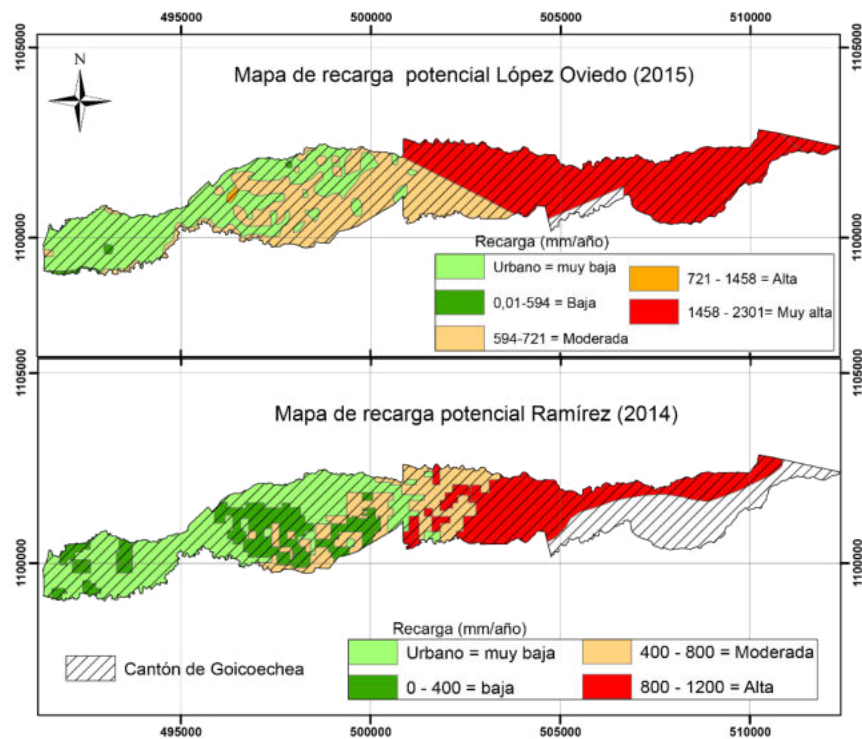 495000 500000 505000 510000
1105000 1105000
N
Mapa de recarga potencial López Oviedo (2015)
1100000 1100000
Recarga (mm/año)
Urbano = muy baja
0,01-594 = Baja
594-721 = Moderada
721 - 1458 = Alta
1458 - 2301= Muy alta
1105000 1105000
Mapa de recarga potencial Ramírez (2014)
1100000 1100000
Cantón de Goicoechea
Recarga (mm/año)
Urbano = muy baja
0 - 400 = baja
400 - 800 = Moderada
800 - 1200 = Alta
495000 500000 505000 510000